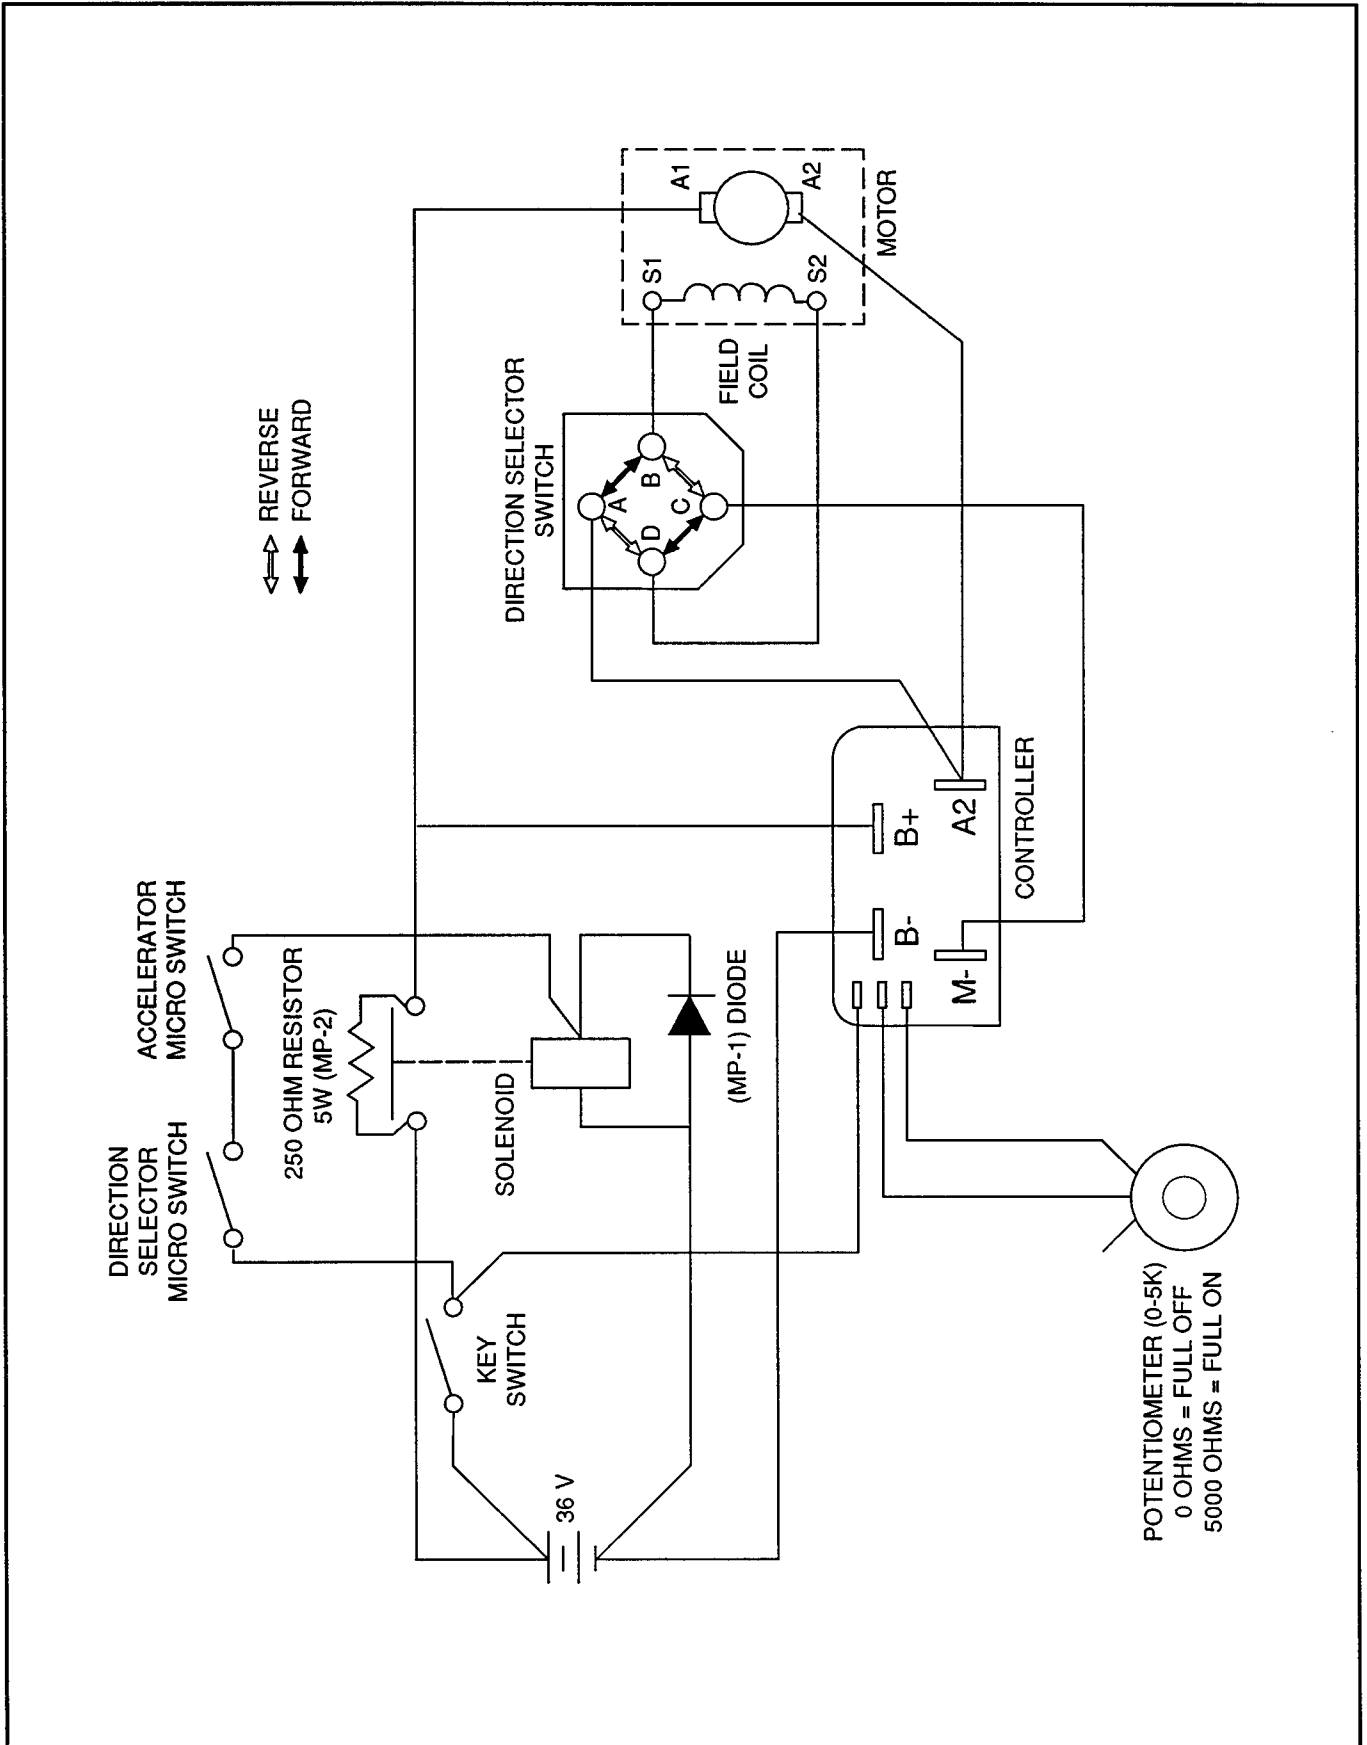 DIRECTION
SELECTOR
MICRO SWITCH
ACCELERATOR
MICRO SWITCH
250 OHM RESISTOR
5W (MP-2)
REVERSE
FORWARD
KEY
SWITCH
SOLENOID
DIRECTION SELECTOR
SWITCH
A
B
C
D
36 V
(MP-1) DIODE
FIELD
COIL
S1
S2
A1
A2
MOTOR
B-
B+
M-
A2
CONTROLLER
POTENTIOMETER (0-5K)
0 OHMS = FULL OFF
5000 OHMS = FULL ON